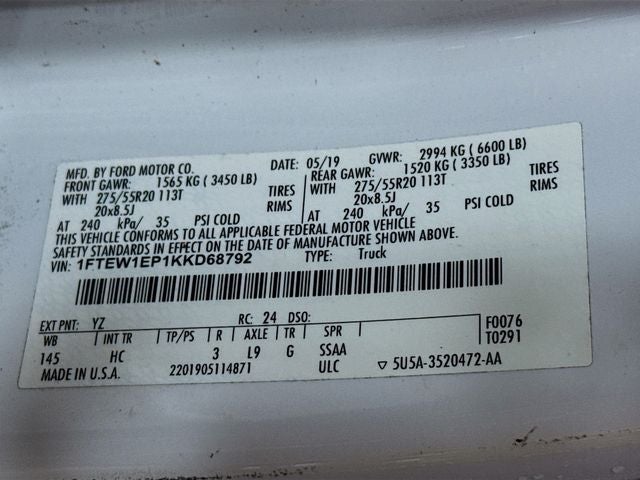 MFD. BY FORD MOTOR CO. DATE: 05/19 GVWR: 2994 KG ( 6600 LB)
FRONT GAWR: 1565 KG ( 3450 LB) REAR GAWR: 1520 KG ( 3350 LB)
WITH 275/55R20 113T TIRES WITH 275/55R20 113T TIRES
20x8.5J RIMS 20x8.5J RIMS
AT 240 kPa/ 35 PSI COLD AT 240 kPa/ 35 PSI COLD
THIS VEHICLE CONFORMS TO ALL APPLICABLE FEDERAL MOTOR VEHICLE
SAFETY STANDARDS IN EFFECT ON THE DATE OF MANUFACTURE SHOWN ABOVE.
VIN: 1FTEW1EP1KKD68792 TYPE: Truck
EXT PNT: YZ RC: 24 DSO: F0076
WB INT TR TP/PS R AXLE TR SPR T0291
145 HC 3 L9 G SSAA
MADE IN U.S.A. 2201905114871 ULC ▽ 5U5A-3520472-AA